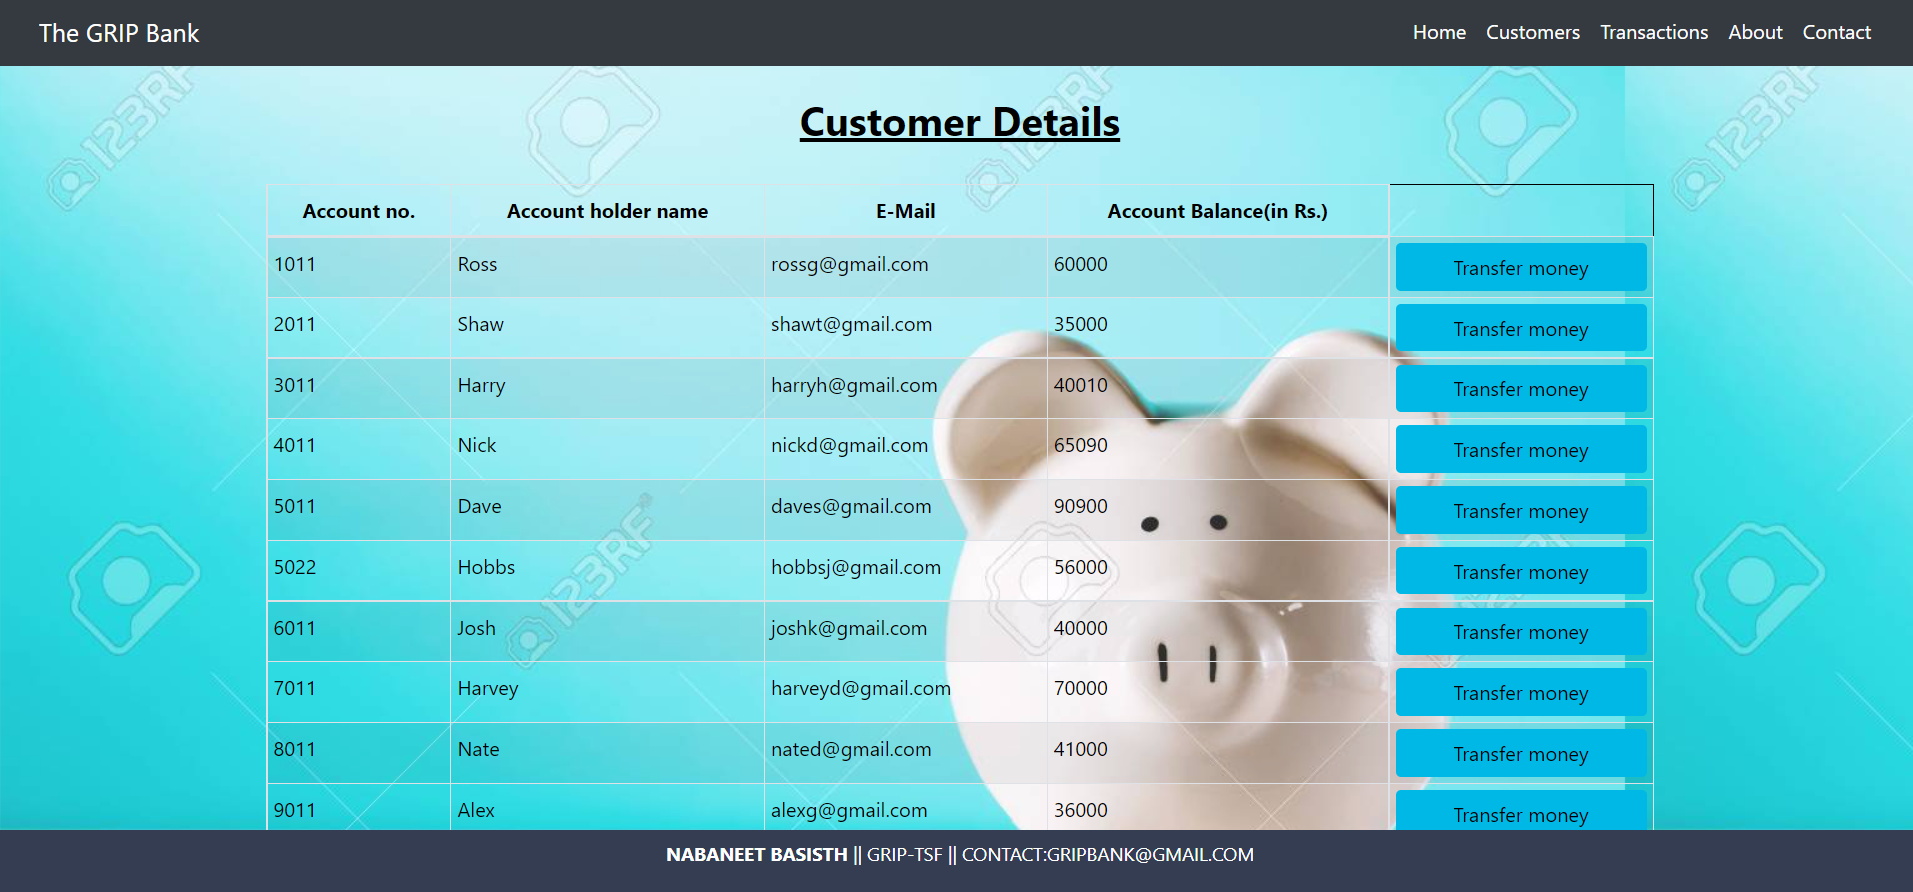 The GRIP Bank Home Customers Transactions About Contact
Customer Details
Account no. Account holder name E-Mail Account Balance(in Rs.)
1011 Ross rossg@gmail.com 60000 Transfer money
2011 Shaw shawt@gmail.com 35000 Transfer money
3011 Harry harryh@gmail.com 40010 Transfer money
4011 Nick nickd@gmail.com 65090 Transfer money
5011 Dave daves@gmail.com 90900 Transfer money
5022 Hobbs hobbsj@gmail.com 56000 Transfer money
6011 Josh joshk@gmail.com 40000 Transfer money
7011 Harvey harveyd@gmail.com 70000 Transfer money
8011 Nate nated@gmail.com 41000 Transfer money
9011 Alex alexg@gmail.com 36000 Transfer money
NABANEET BASISTH || GRIP-TSF || CONTACT:GRIPBANK@GMAIL.COM
123RF
123RF
123RF
123RF
123RF